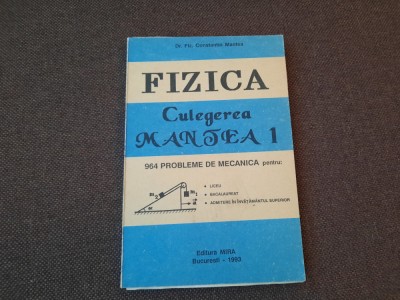 Dr. Fiz. Constantin Mantea
FIZICA
Culegerea
MANTEA 1
964 PROBLEME DE MECANICA pentru:
LICEU
BACALAUREAT
ADMITERE ÎN ÎNVĂȚĂMÂNTUL SUPERIOR
Editura MIRA
Bucuresti - 1993